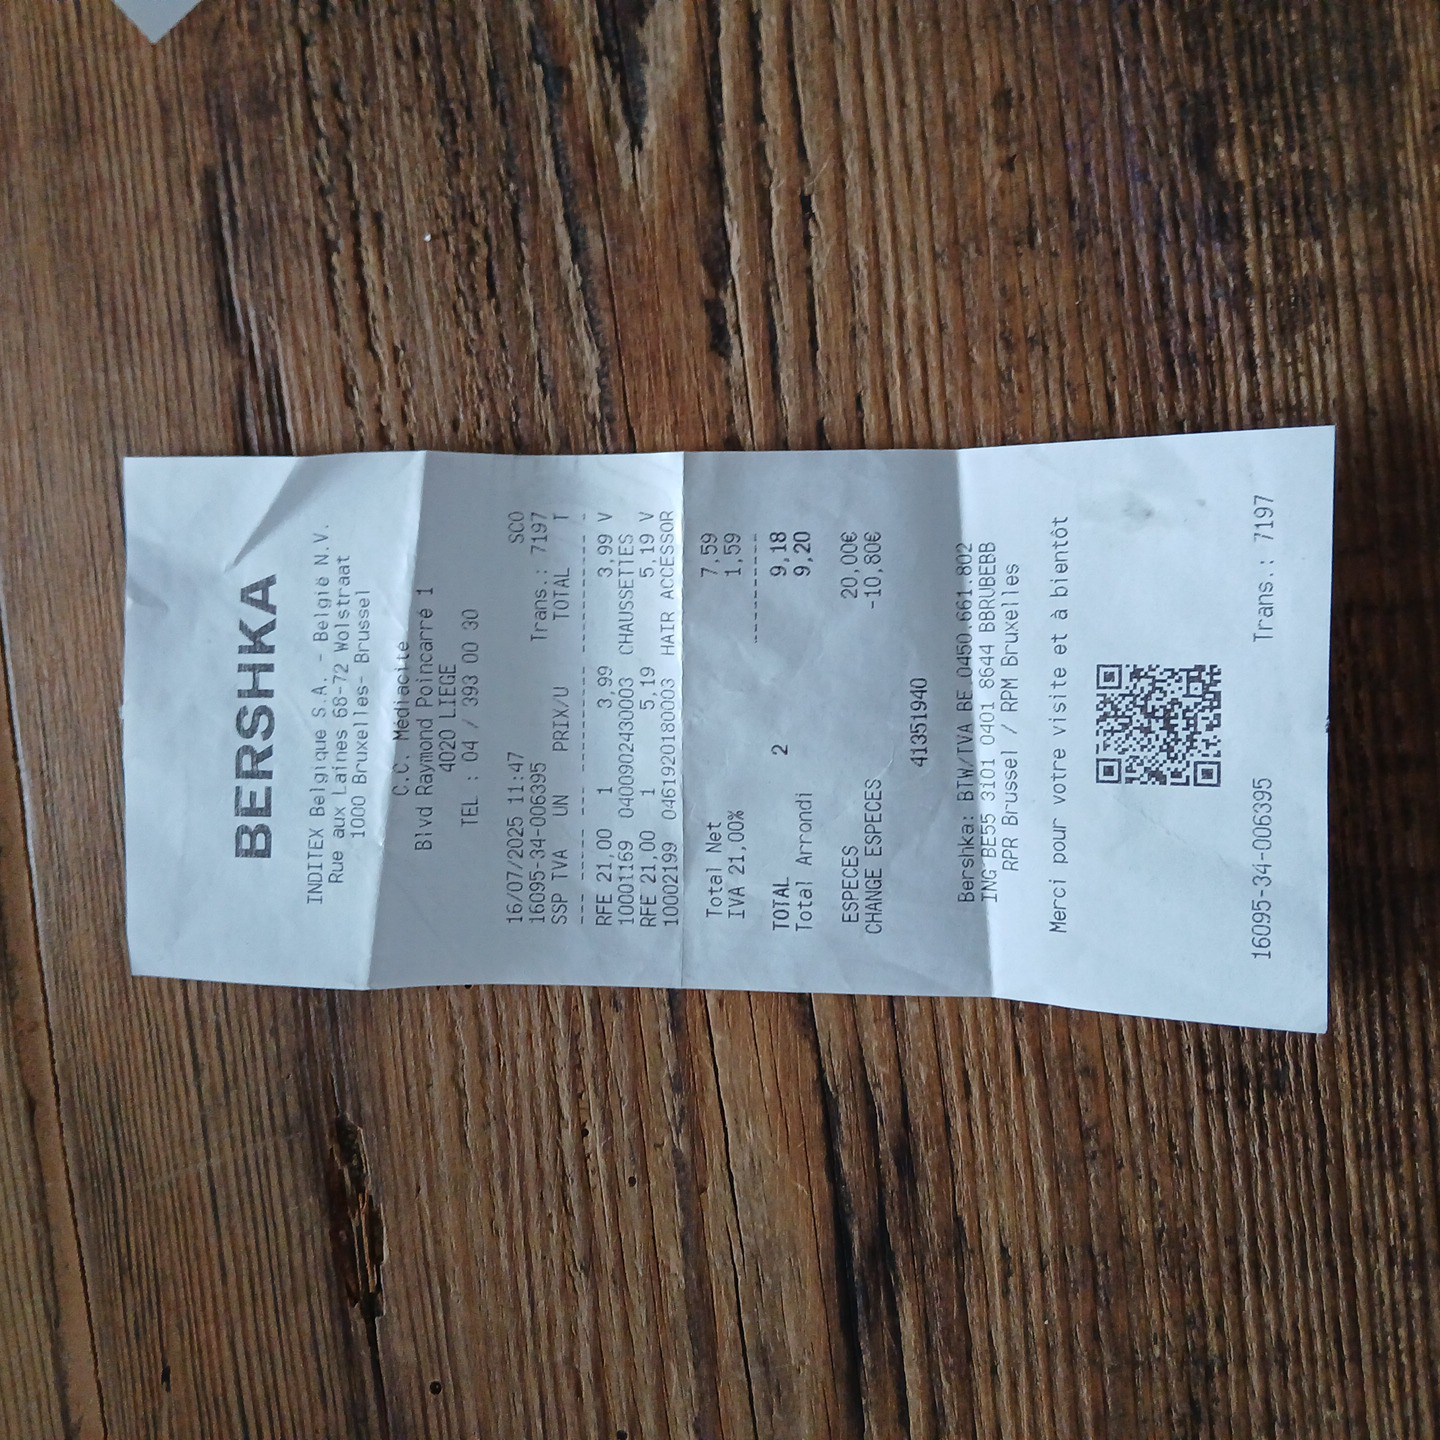 BERSHKA
INDITEX Belgique S.A. - België N.V.
Rue aux Laines 68-72 Wolstraat
1000 Bruxelles- Brussel
C.C. Médiacite
Blvd Raymond Poincarré 1
4020 LIEGE
TEL : 04 / 393 00 30
16/07/2025 11:47 SCO
16095-34-006395 Trans.: 7197
SSP TVA UN PRIX/U TOTAL T
RFE 21,00 1 3,99 3,99 V
10001169 0400902430003 CHAUSSETTES
RFE 21,00 1 5,19 5,19 V
10002199 0461920180003 HAIR ACCESSOR
Total Net 7,59
IVA 21,00% 1,59
TOTAL 2 9,18
Total Arrondi 9,20
ESPECES 20,00€
CHANGE ESPECES -10,80€
41351940
Bershka: BTW/TVA BE 0450.661.802
ING BE55 3101 0401 8644 BBRUBEBB
RPR Brussel / RPM Bruxelles
Merci pour votre visite et à bientôt
16095-34-006395 Trans.: 7197